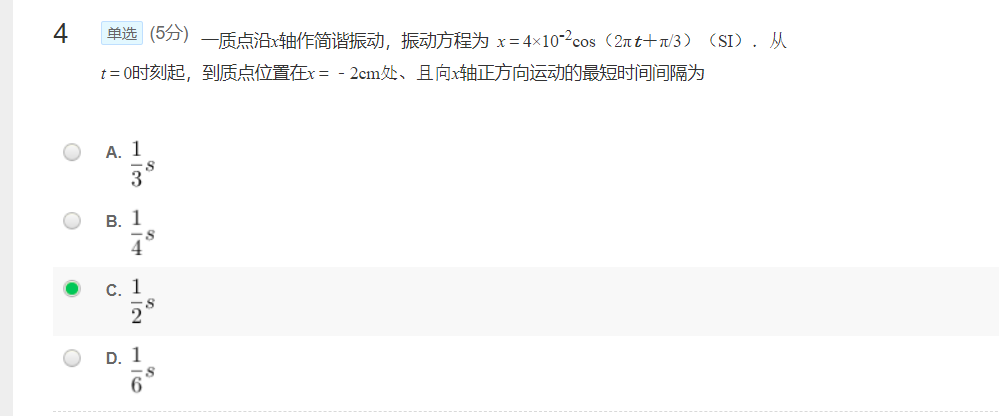 4 单选 (5分) 一质点沿x轴作简谐振动，振动方程为 x = 4×10⁻²cos（2π t＋π/3）（SI）．从
t = 0时刻起，到质点位置在x = －2cm处、且向x轴正方向运动的最短时间间隔为
A. 1/3 s
B. 1/4 s
C. 1/2 s
D. 1/6 s